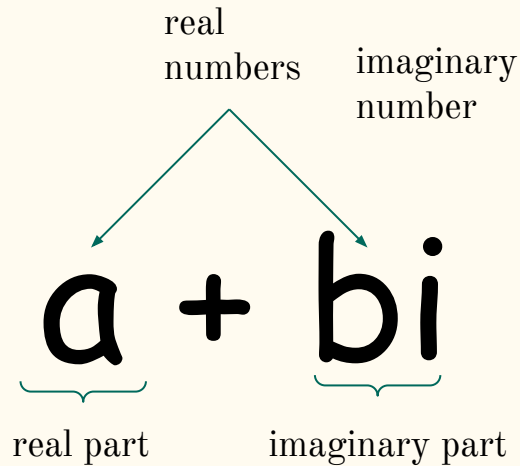 real
numbers
imaginary
number
a + bi
real part
imaginary part